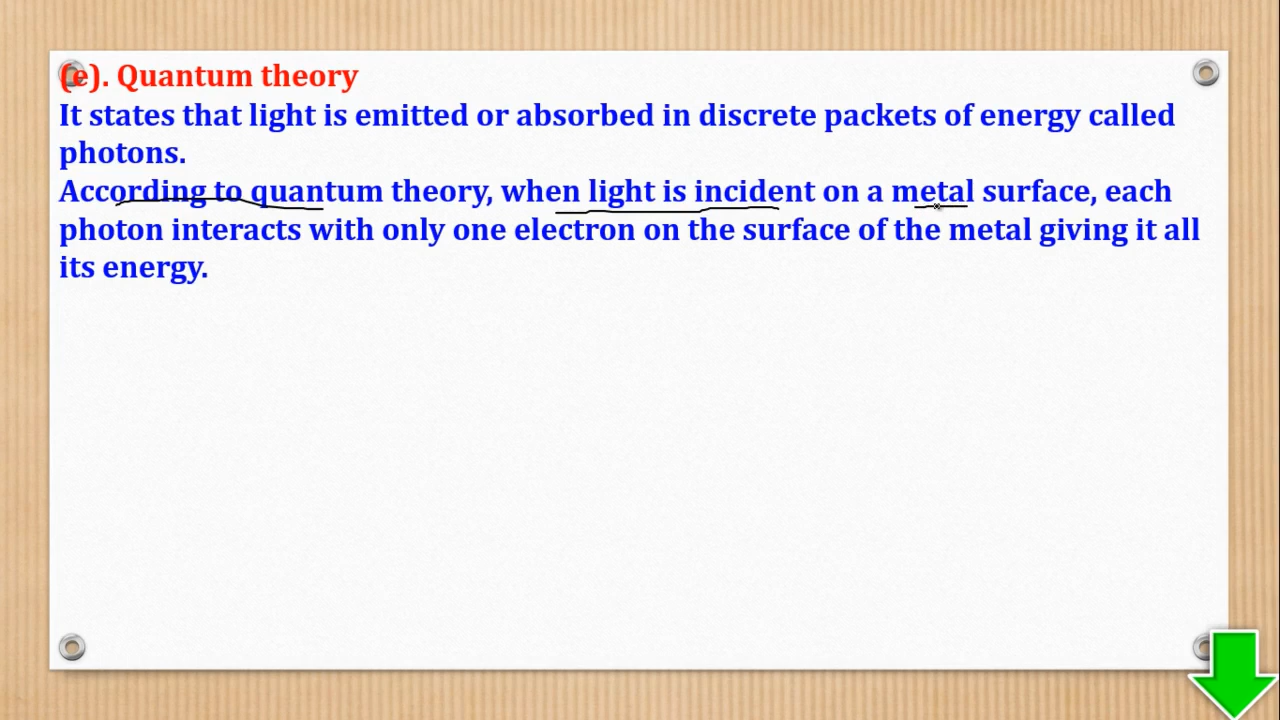 (e). Quantum theory
It states that light is emitted or absorbed in discrete packets of energy called
photons.
According to quantum theory, when light is incident on a metal surface, each
photon interacts with only one electron on the surface of the metal giving it all
its energy.